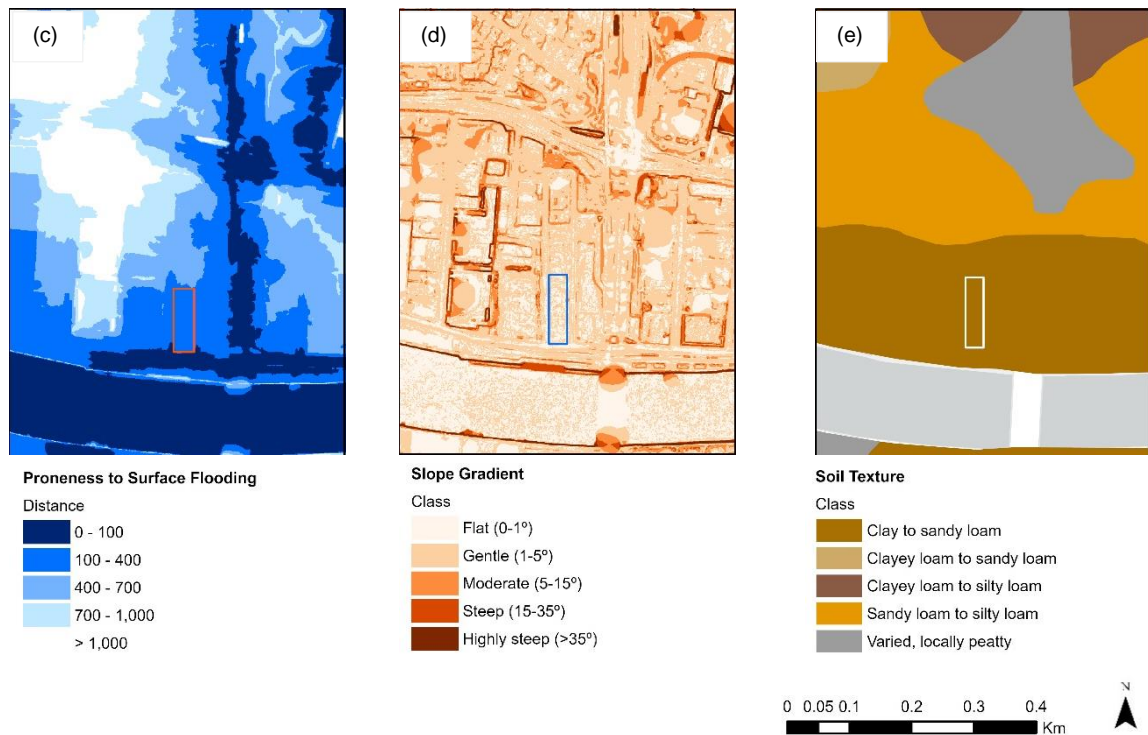 (c)
(d)
(e)
Proneness to Surface Flooding
Distance
0 - 100
100 - 400
400 - 700
700 - 1,000
> 1,000
Slope Gradient
Class
Flat (0-1º)
Gentle (1-5º)
Moderate (5-15º)
Steep (15-35º)
Highly steep (>35º)
Soil Texture
Class
Clay to sandy loam
Clayey loam to sandy loam
Clayey loam to silty loam
Sandy loam to silty loam
Varied, locally peatty
0 0.05 0.1 0.2 0.3 0.4
Km
N